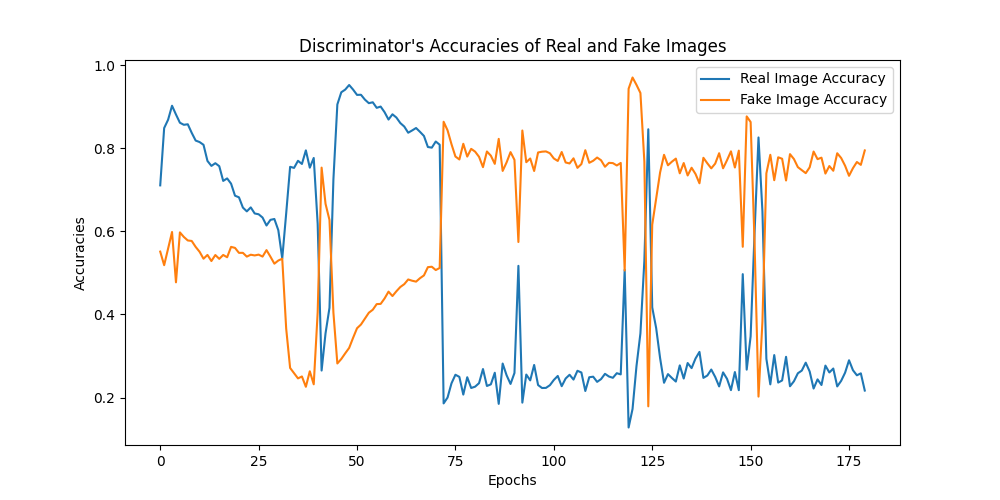 Discriminator's Accuracies of Real and Fake Images
1.0
Real Image Accuracy
Fake Image Accuracy
0.8
0.6
Accuracies
0.4
0.2
0 25 50 75 100 125 150 175
Epochs